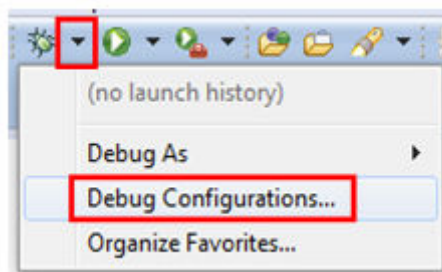 (no launch history)
Debug As
Debug Configurations...
Organize Favorites...